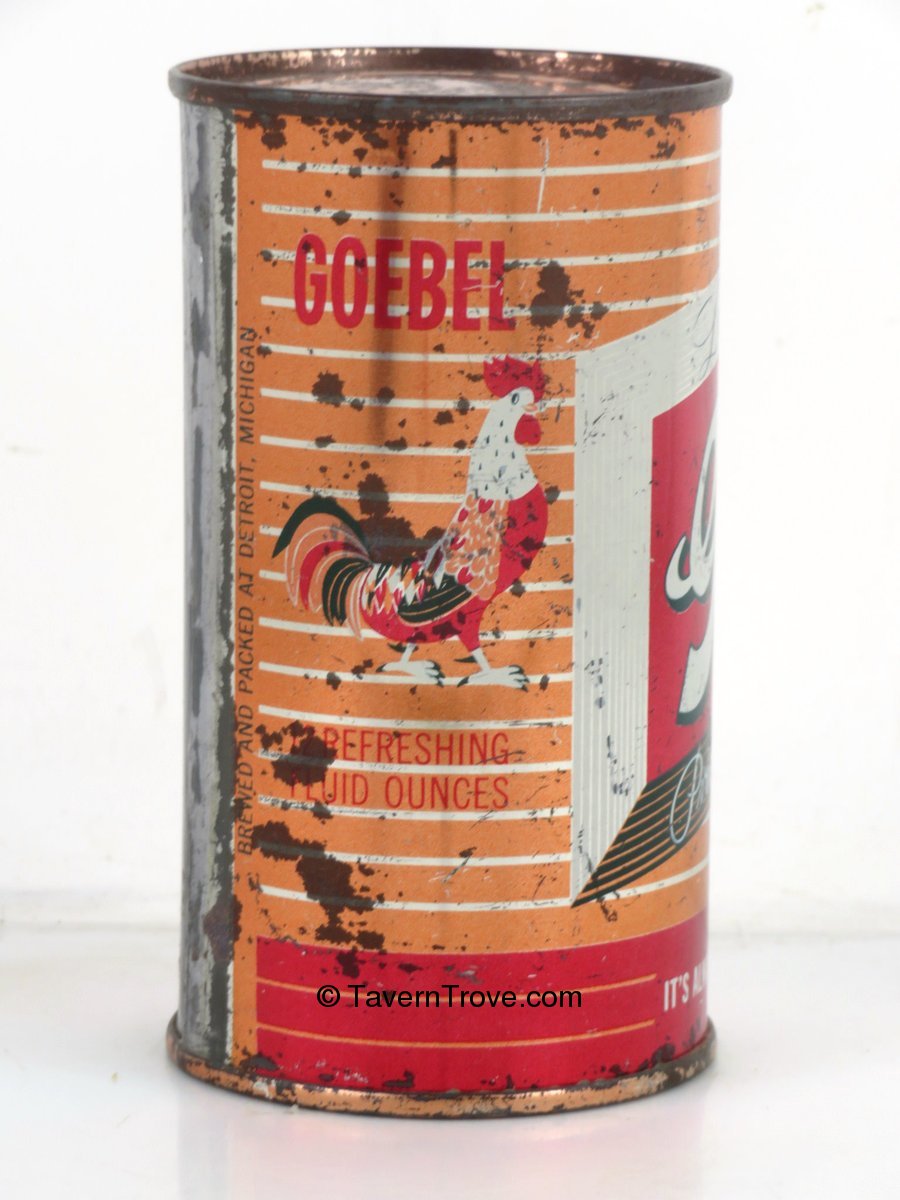 GOEBEL
BREWED AND PACKED AT DETROIT, MICHIGAN
REFRESHING
FLUID OUNCES
IT'S
© TavernTrove.com